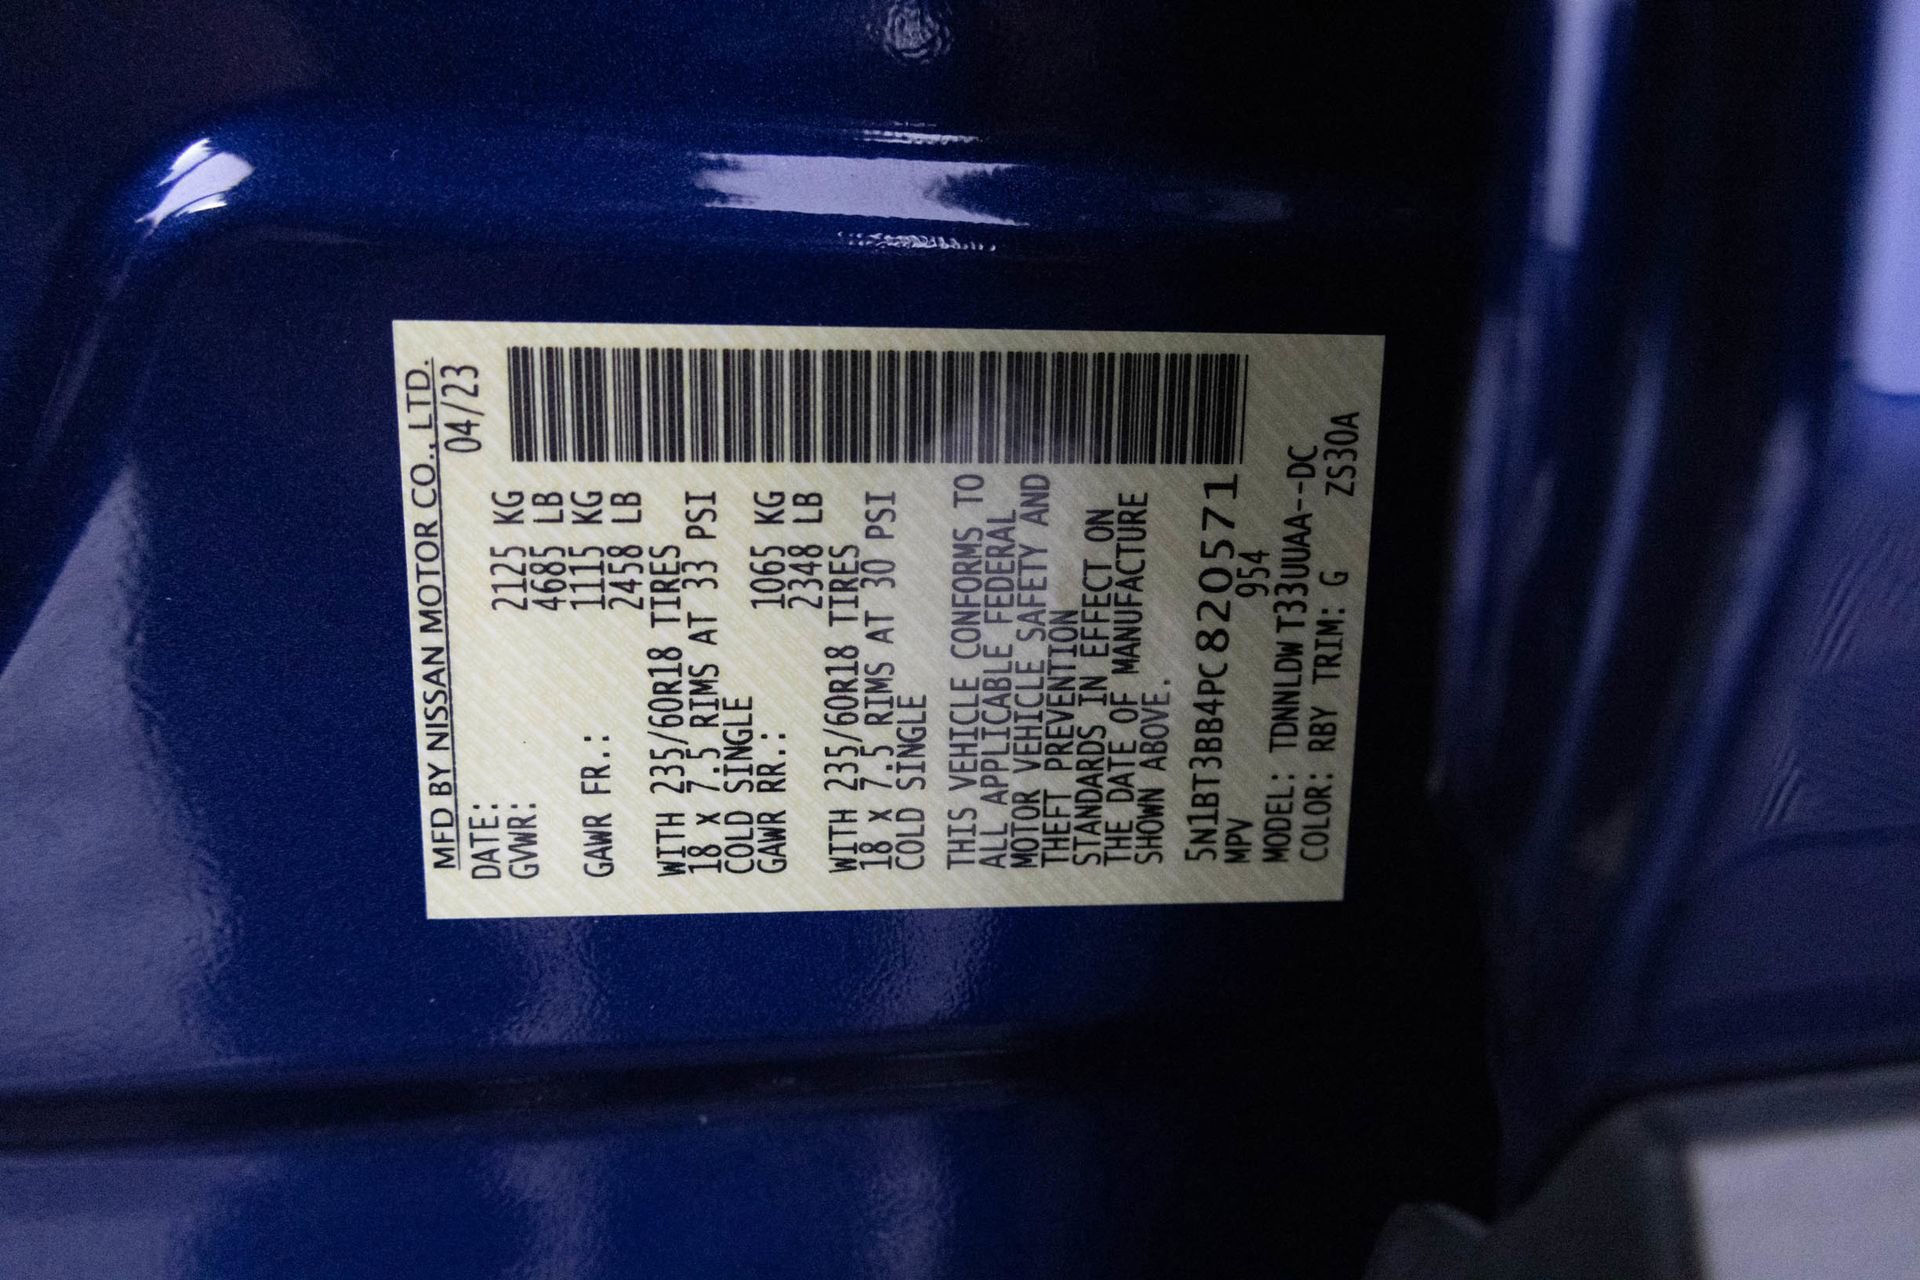 MFD BY NISSAN MOTOR CO., LTD.
DATE: 04/23
GVWR: 2125 KG
4685 LB
GAWR FR.: 1115 KG
2458 LB
WITH 235/60R18 TIRES
18 X 7.5 RIMS AT 33 PSI
COLD SINGLE
GAWR RR.: 1065 KG
2348 LB
WITH 235/60R18 TIRES
18 X 7.5 RIMS AT 30 PSI
COLD SINGLE
THIS VEHICLE CONFORMS TO
ALL APPLICABLE FEDERAL
MOTOR VEHICLE SAFETY AND
THEFT PREVENTION
STANDARDS IN EFFECT ON
THE DATE OF MANUFACTURE
SHOWN ABOVE.
5N1BT3BB4PC820571
MPV 954
MODEL: TDNNLDW T33UUAA--DC
COLOR: RBY TRIM: G ZS30A